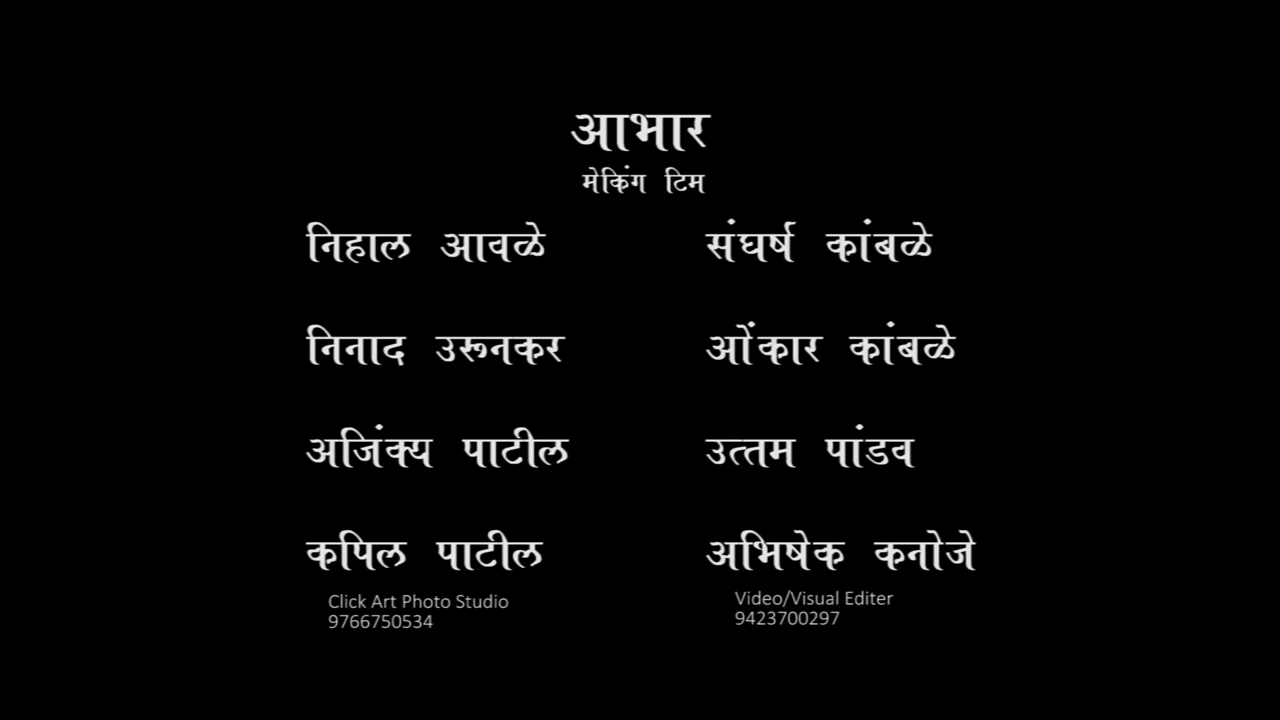 आभार
मेकिंग टिम
निहाल आवळे
संघर्ष कांबळे
निनाद उरूनकर
ओंकार कांबळे
अजिंक्य पाटील
उत्तम पांडव
कपिल पाटील
अभिषेक कनोजे
Click Art Photo Studio
9766750534
Video/Visual Editer
9423700297